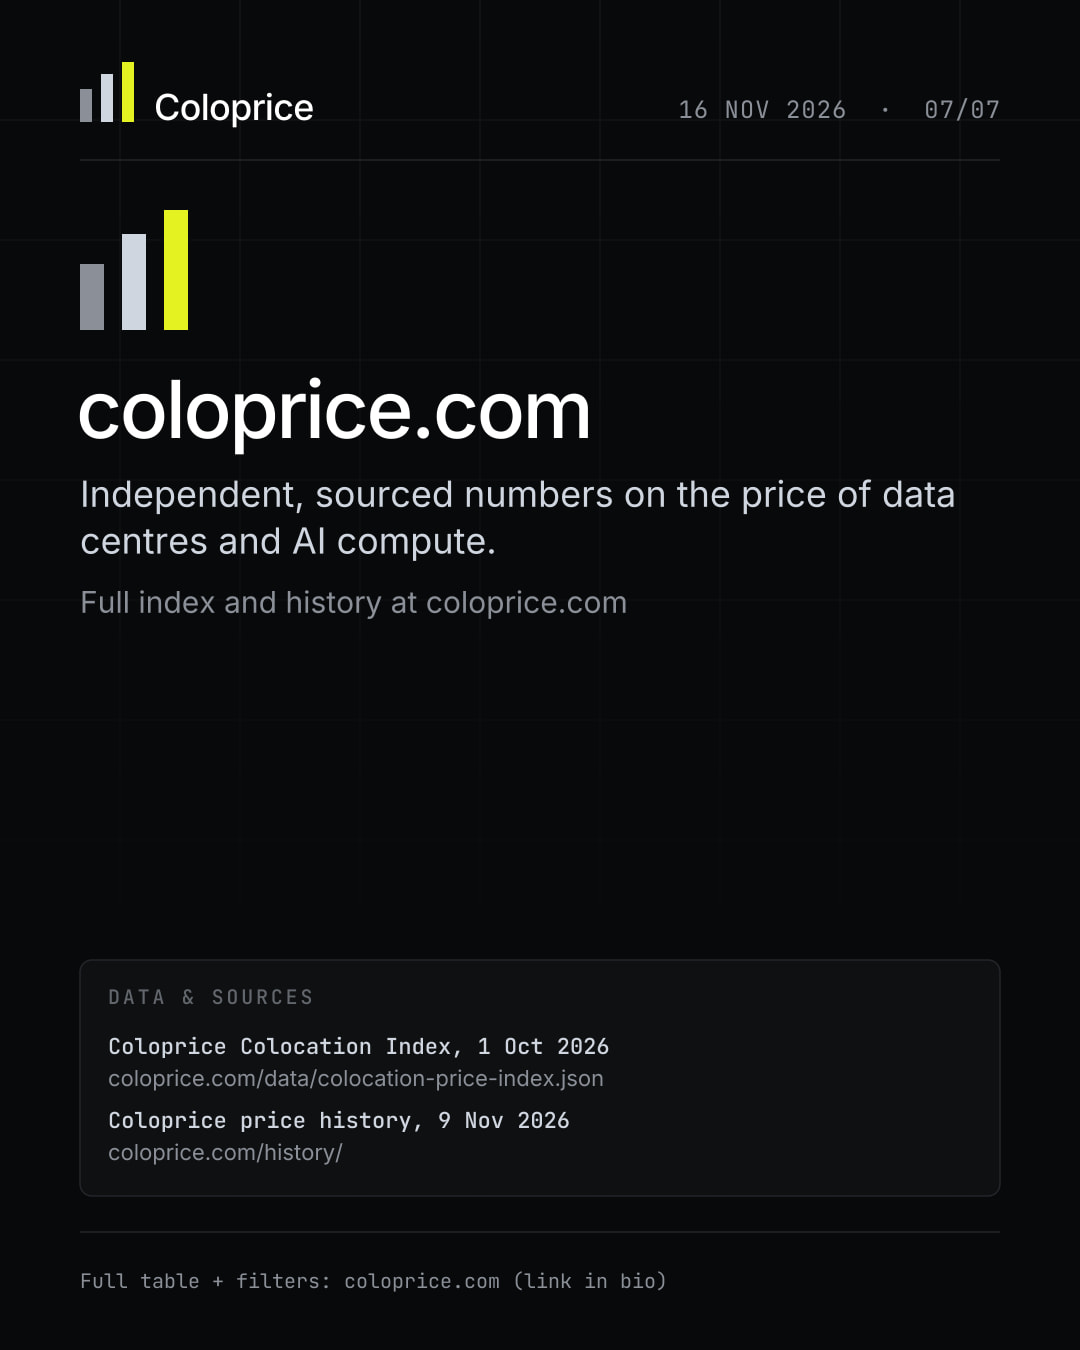 Coloprice
16 NOV 2026 · 07/07
coloprice.com
Independent, sourced numbers on the price of data
centres and AI compute.
Full index and history at coloprice.com
DATA & SOURCES
Coloprice Colocation Index, 1 Oct 2026
coloprice.com/data/colocation-price-index.json
Coloprice price history, 9 Nov 2026
coloprice.com/history/
Full table + filters: coloprice.com (link in bio)